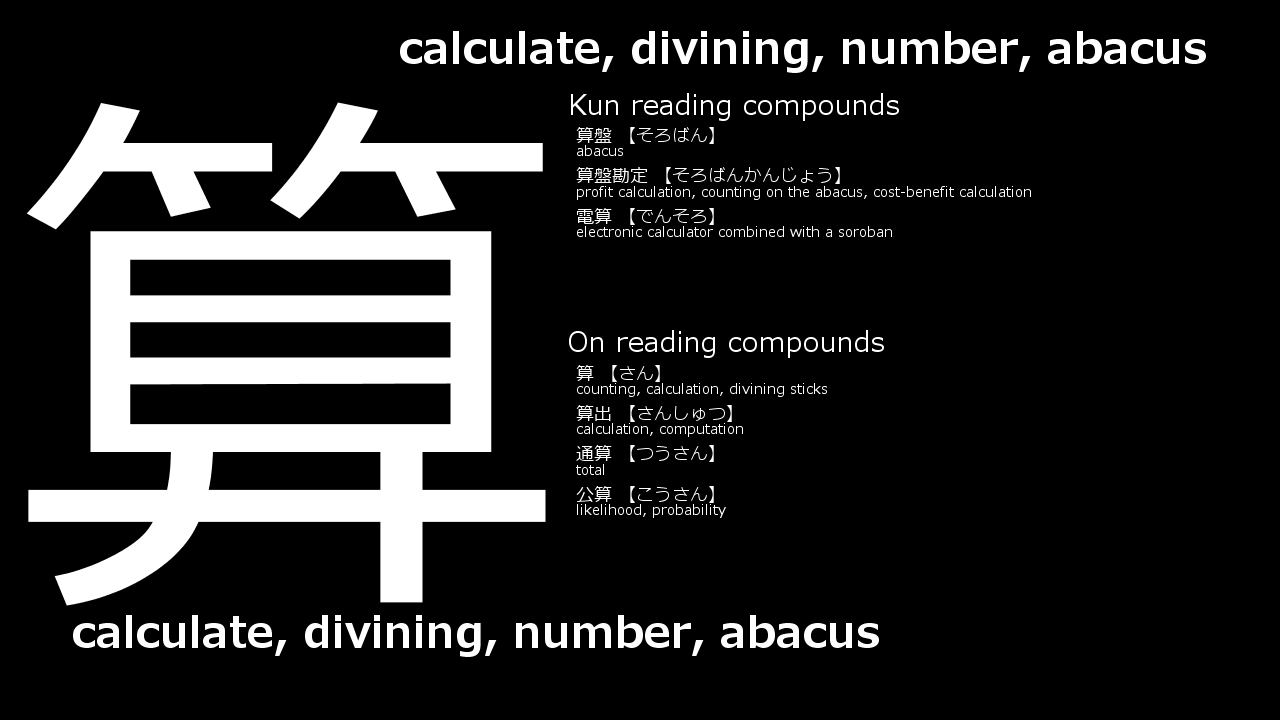 calculate, divining, number, abacus
算
Kun reading compounds
算盤 【そろばん】
abacus
算盤勘定 【そろばんかんじょう】
profit calculation, counting on the abacus, cost-benefit calculation
電算 【でんそろ】
electronic calculator combined with a soroban
On reading compounds
算 【さん】
counting, calculation, divining sticks
算出 【さんしゅつ】
calculation, computation
通算 【つうさん】
total
公算 【こうさん】
likelihood, probability
calculate, divining, number, abacus